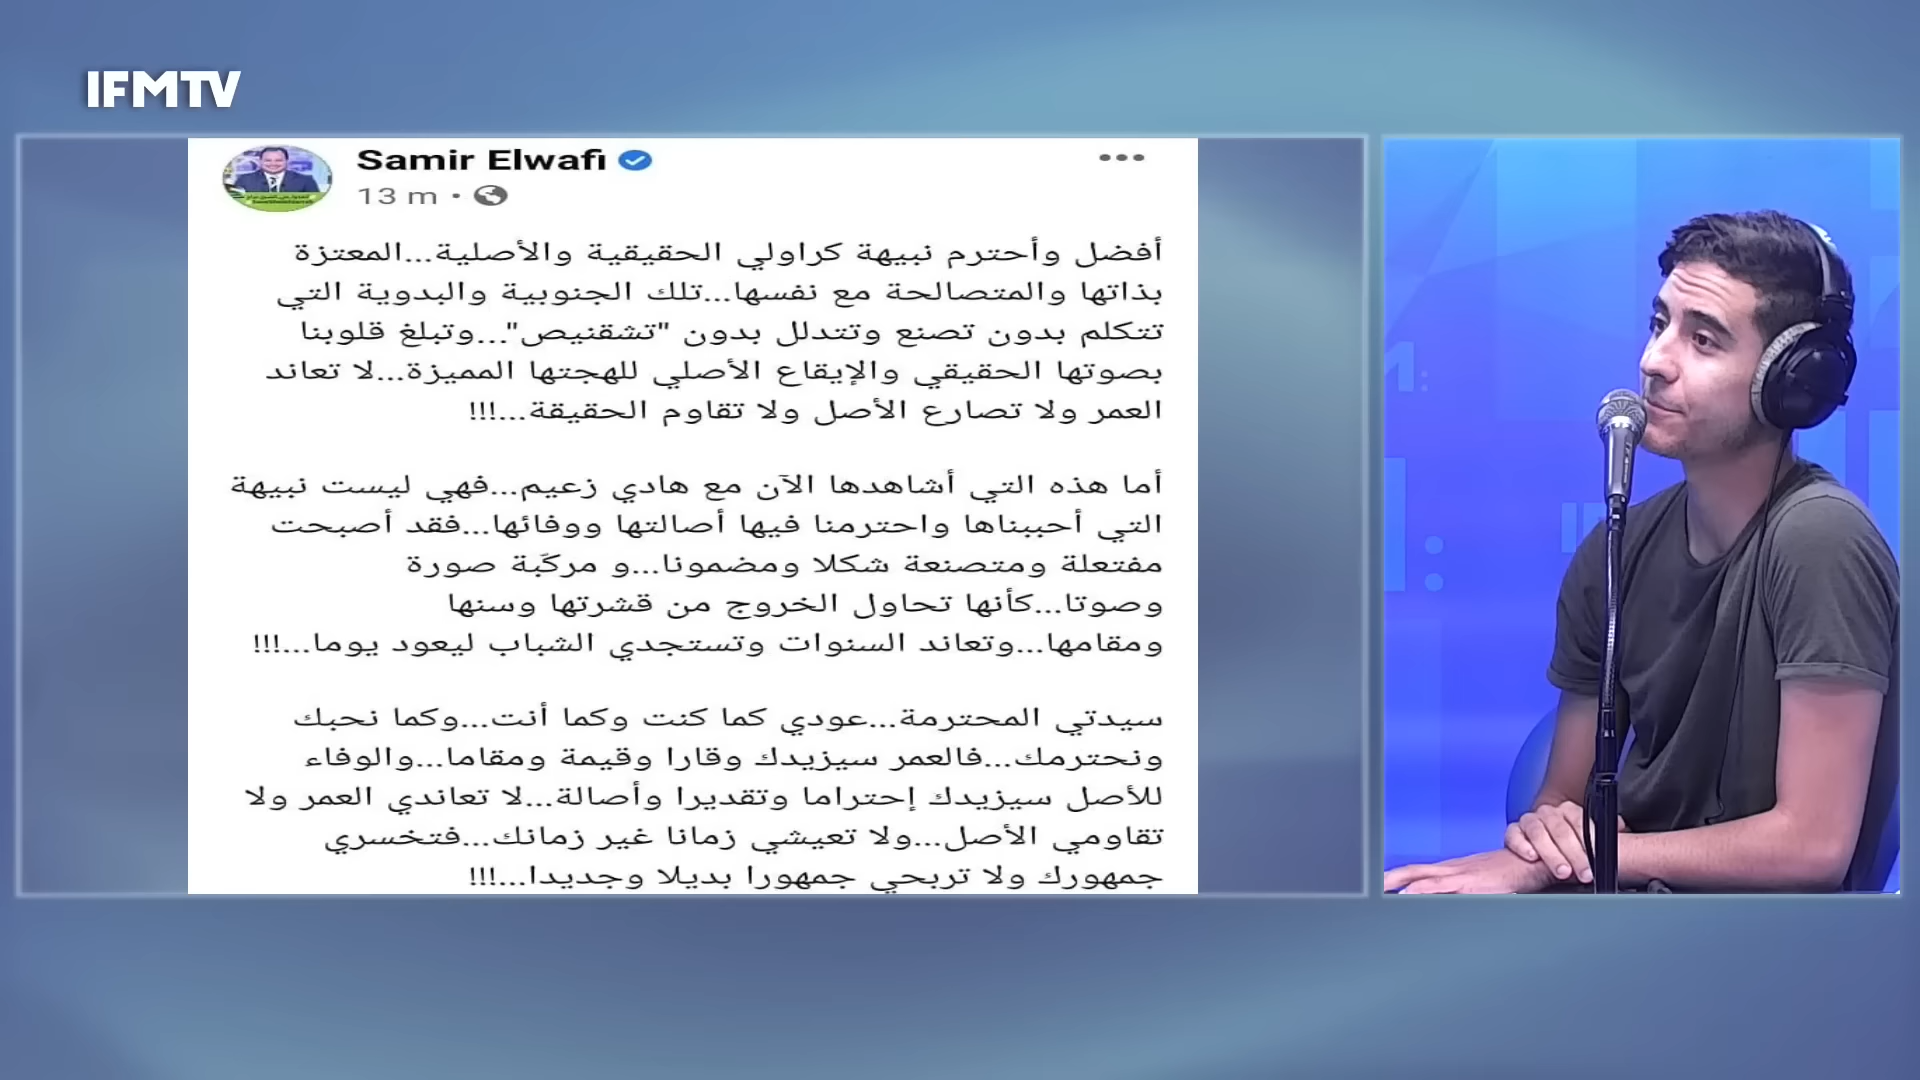 IFMTV
Samir Elwafi
13 m
أفضل وأحترم نبيهة كراولي الحقيقية والأصلية...المعتزة
بذاتها والمتصالحة مع نفسها...تلك الجنوبية والبدوية التي
تتكلم بدون تصنع وتتدلل بدون "تشقنيص"...وتبلغ قلوبنا
بصوتها الحقيقي والإيقاع الأصلي للهجتها المميزة...لا تعاند
العمر ولا تصارع الأصل ولا تقاوم الحقيقة...!!!
أما هذه التي أشاهدها الآن مع هادي زعيم...فهي ليست نبيهة
التي أحببناها واحترمنا فيها أصالتها ووفائها...فقد أصبحت
مفتعلة ومتصنعة شكلا ومضمونا...و مركَبة صورة
وصوتا...كأنها تحاول الخروج من قشرتها وسنها
ومقامها...وتعاند السنوات وتستجدي الشباب ليعود يوما...!!!
سيدتي المحترمة...عودي كما كنت وكما أنت...وكما نحبك
ونحترمك...فالعمر سيزيدك وقارا وقيمة ومقاما...والوفاء
للأصل سيزيدك إحتراما وتقديرا وأصالة...لا تعاندي العمر ولا
تقاومي الأصل...ولا تعيشي زمانا غير زمانك...فتخسري
جمهورك ولا تربحي جمهورا بديلا وجديدا...!!!